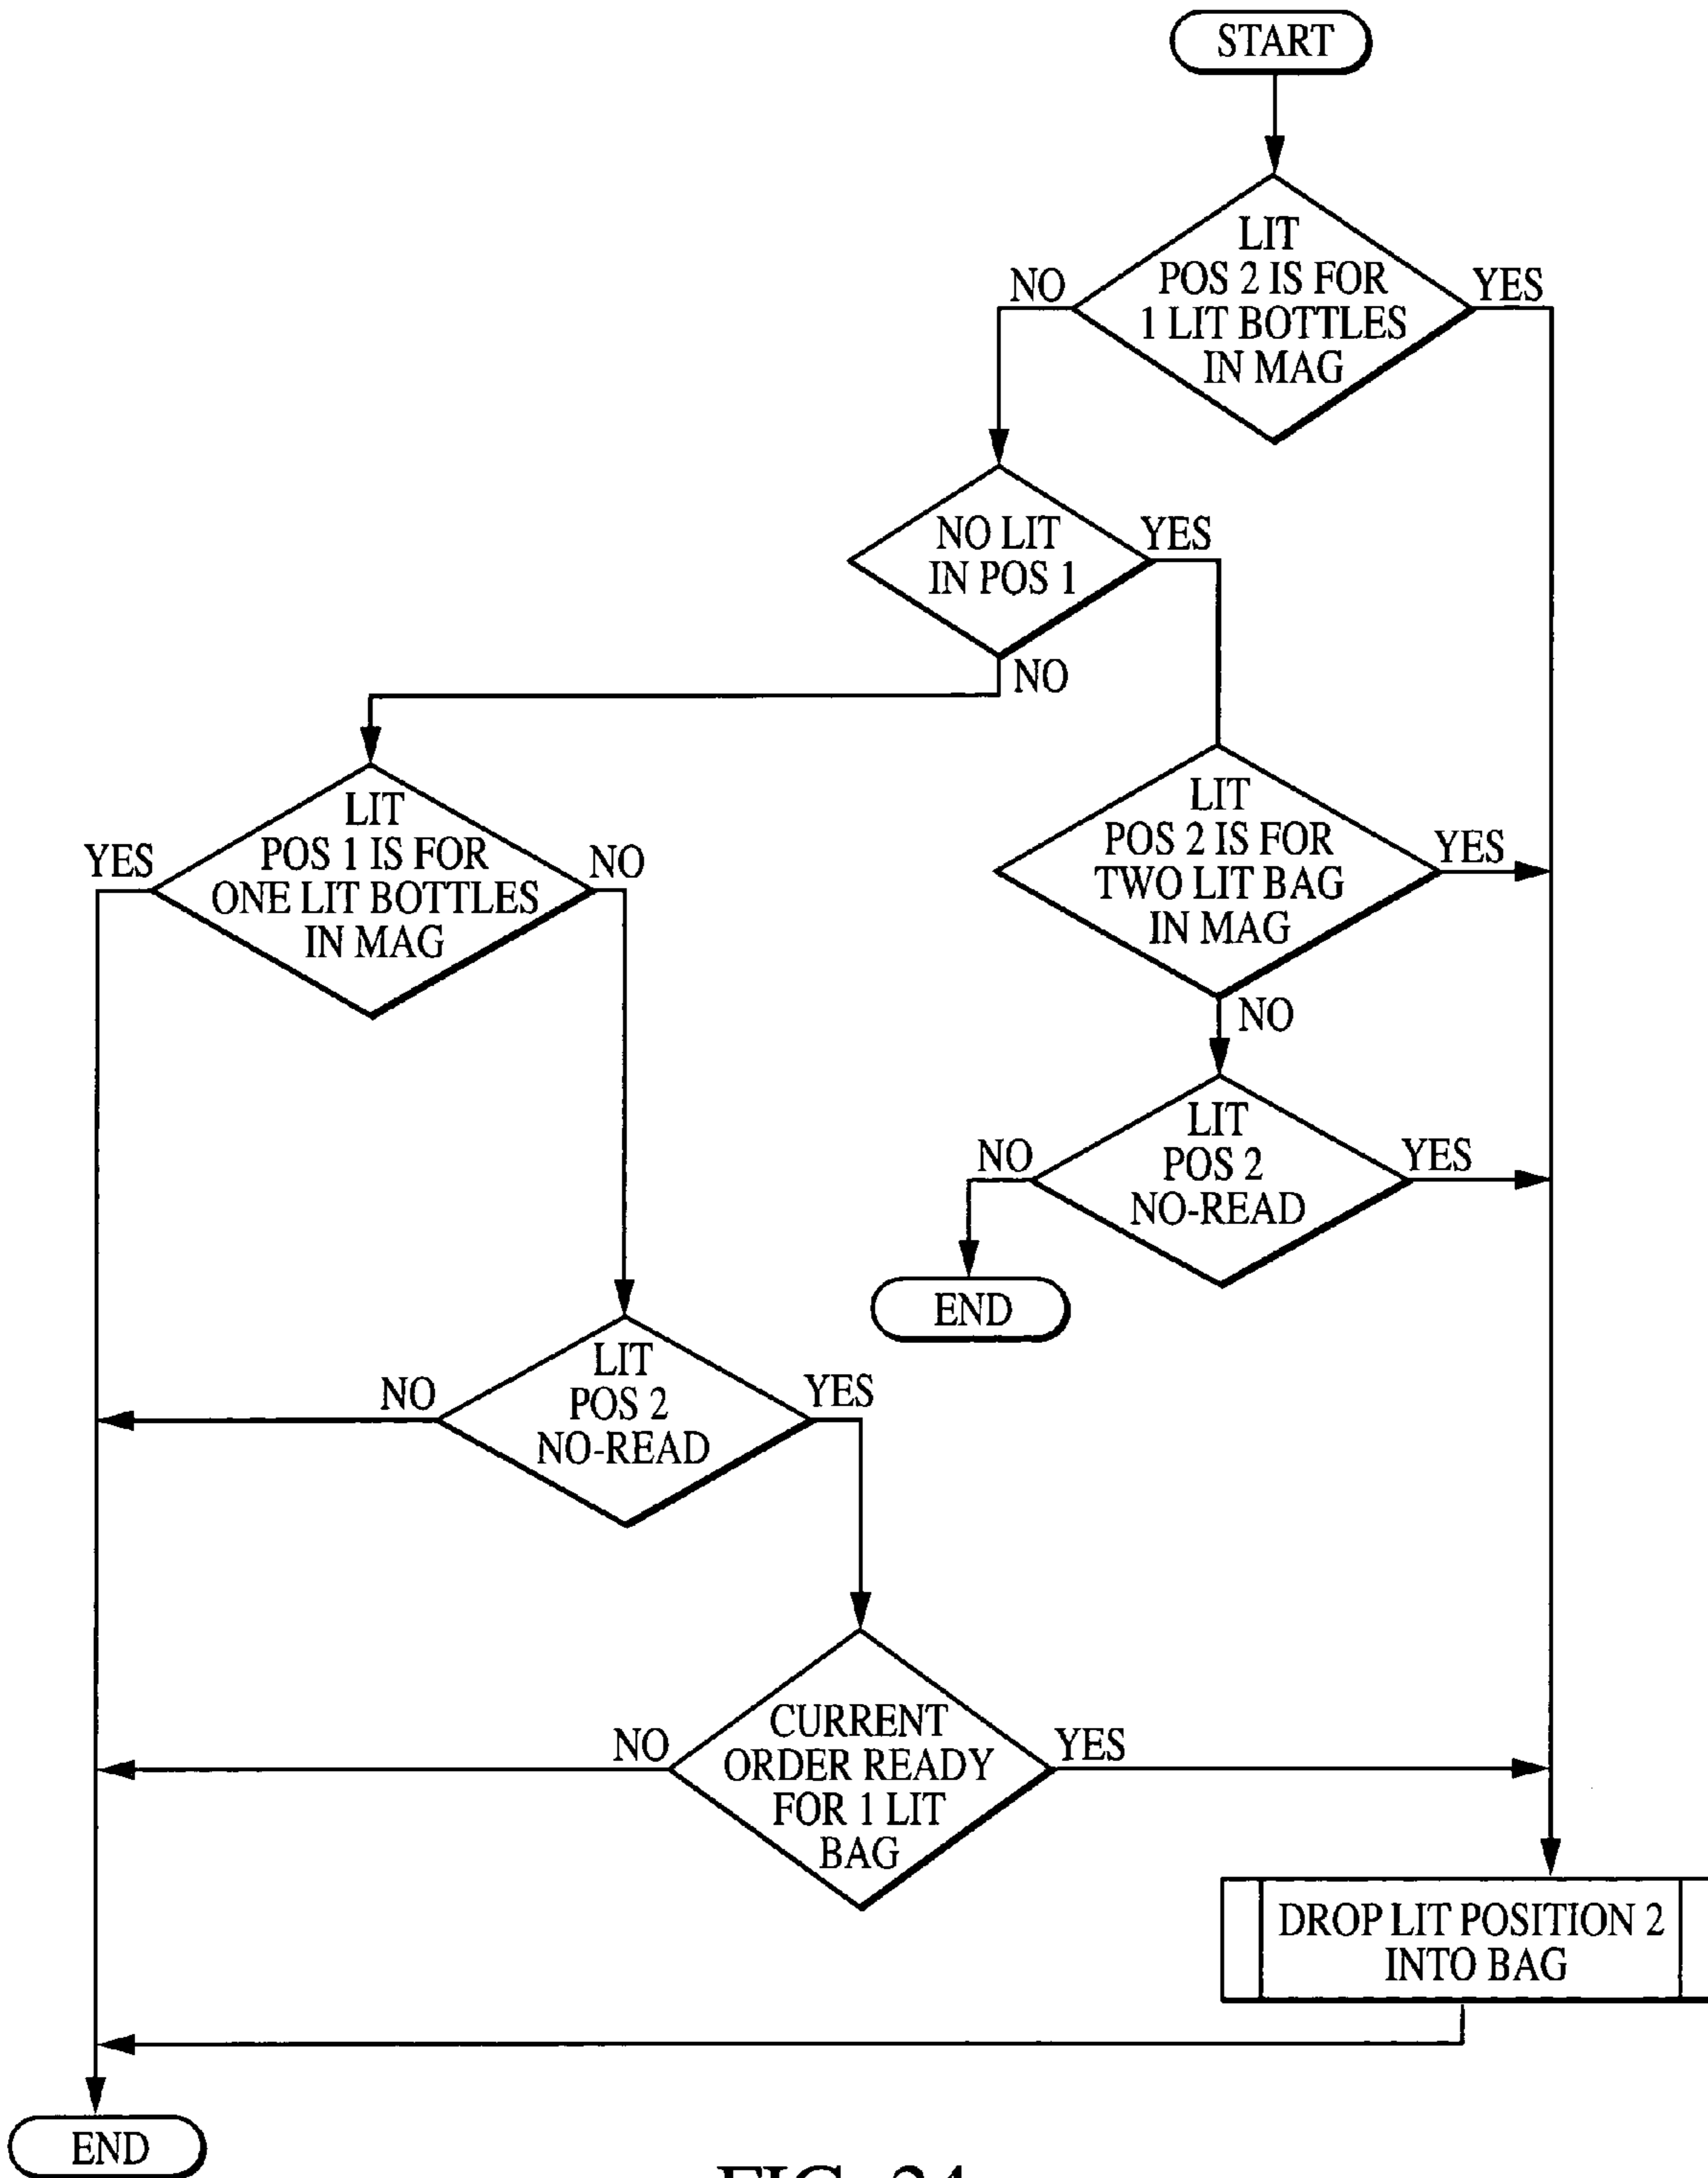 START
LIT
POS 2 IS FOR
1 LIT BOTTLES
IN MAG
NO
YES
NO LIT
IN POS 1
YES
NO
LIT
POS 1 IS FOR
ONE LIT BOTTLES
IN MAG
YES
NO
LIT
POS 2 IS FOR
TWO LIT BAG
IN MAG
YES
NO
LIT
POS 2
NO-READ
NO
YES
END
LIT
POS 2
NO-READ
NO
YES
CURRENT
ORDER READY
FOR 1 LIT
BAG
NO
YES
DROP LIT POSITION 2
INTO BAG
END